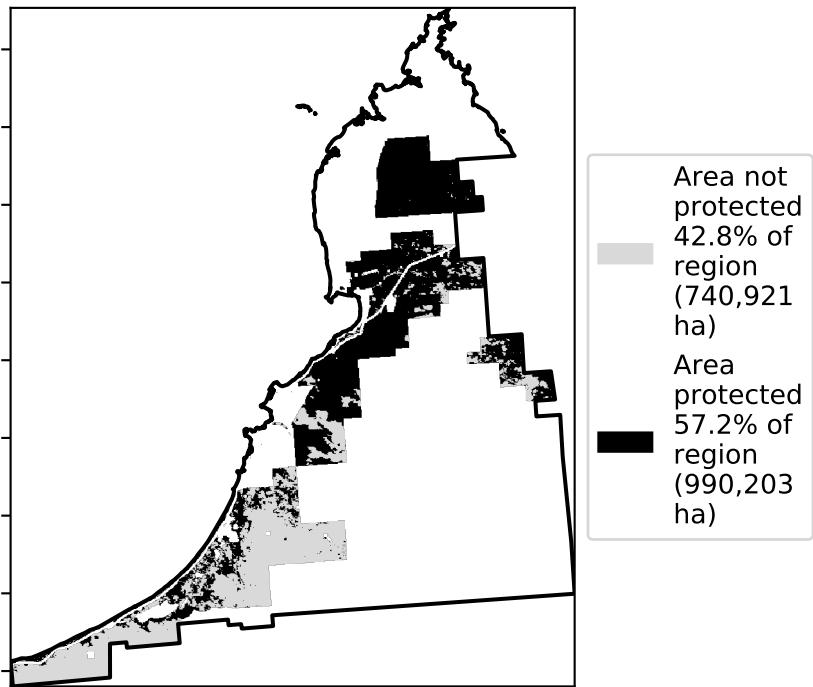 Area not
protected
42.8% of
region
(740,921
ha)
Area
protected
57.2% of
region
(990,203
ha)